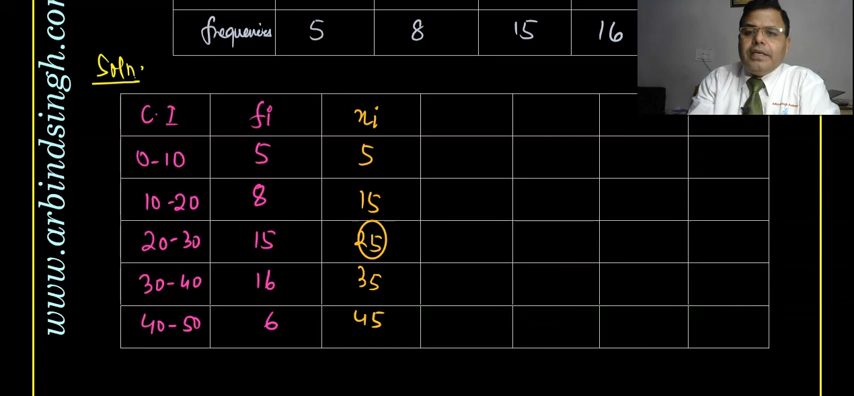 frequencies 5 8 15 16
Soln.
C.I fi xi
0-10 5 5
10-20 8 15
20-30 15 25
30-40 16 35
40-50 6 45
www.arbindsingh.co